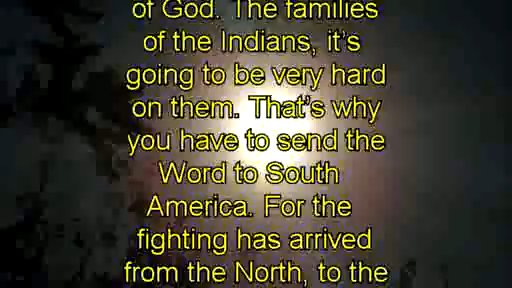 of God. The families
of the Indians, it's
going to be very hard
on them. That's why
you have to send the
Word to South
America. For the
fighting has arrived
from the North, to the